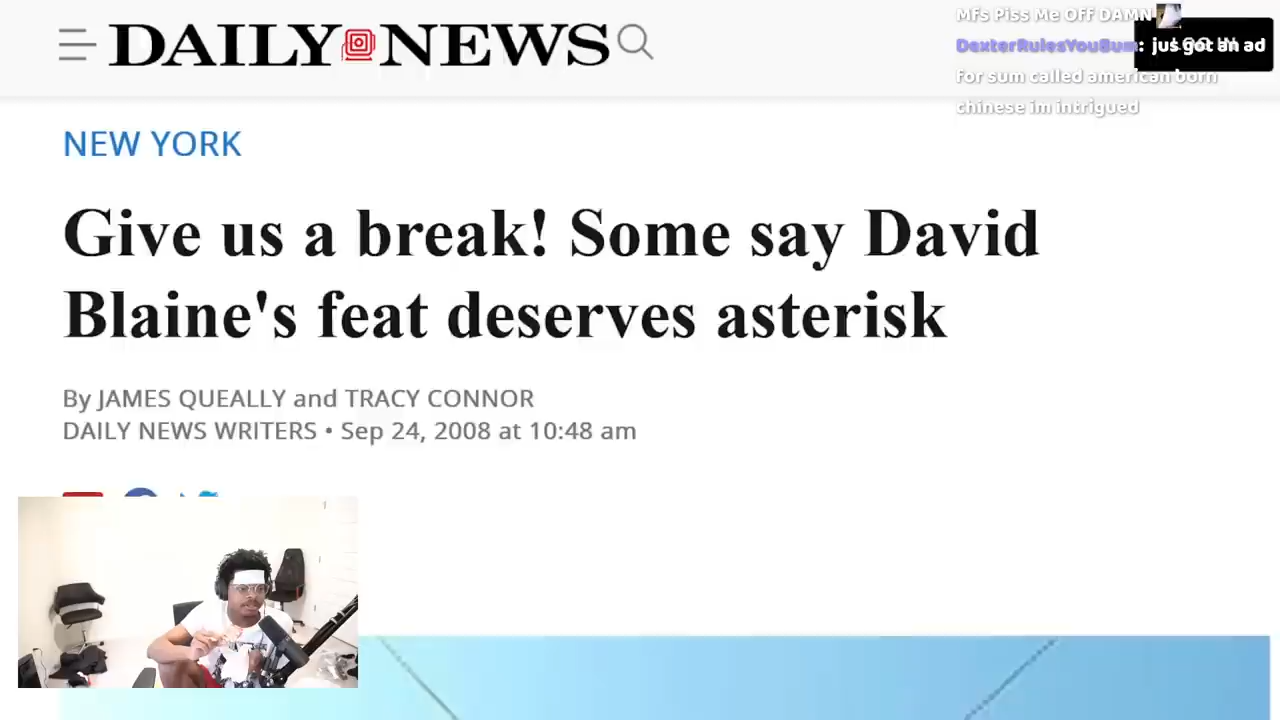 DAILY NEWS
MFs Piss Me OFF DAMN
DexterRulesYouBum: jus got an ad
For sum called american born
chinese im intrigued
NEW YORK
Give us a break! Some say David
Blaine's feat deserves asterisk
By JAMES QUEALLY and TRACY CONNOR
DAILY NEWS WRITERS • Sep 24, 2008 at 10:48 am